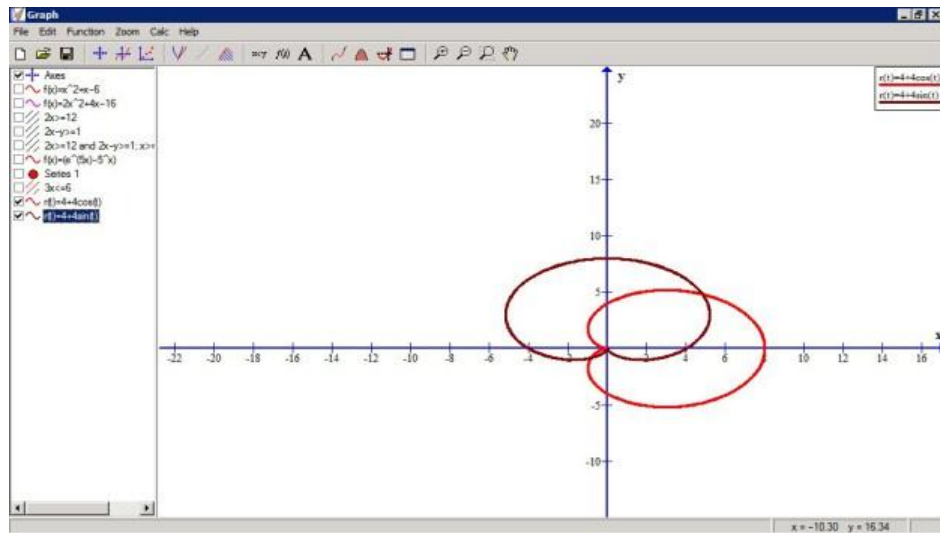 Graph
File Edit Function Zoom Calc Help
Axes
f(x)=x^2+x-6
f(x)=2x^2+4x-16
2x>=12
2x-y>=1
2x>=12 and 2x-y>=1; x>=
f(x)=(e^(5x)-5^x)
Series 1
3x<=6
r(t)=4+4cos(t)
r(t)=4+4sin(t)
r(t)=4+4cos(t)
r(t)=4+4sin(t)
y
20
15
10
5
x
-22 -20 -18 -16 -14 -12 -10 -8 -6 -4 -2 2 4 6 8 10 12 14 16
-5
-10
x = -10.30 y = 16.34